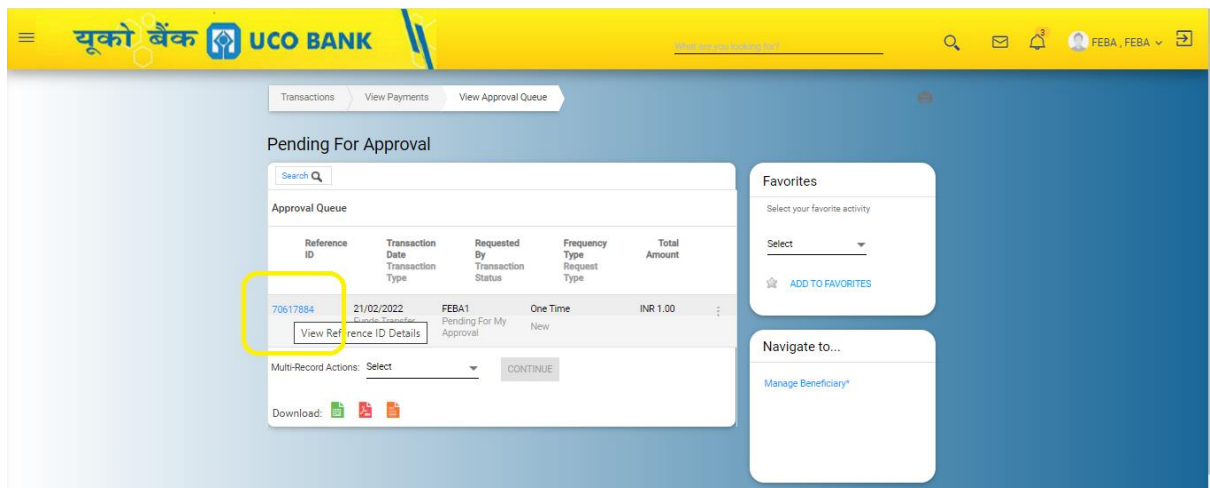 यूको बैंक UCO BANK
What are you looking for?
3
FEBA , FEBA
Transactions View Payments View Approval Queue
Pending For Approval
Search
Approval Queue
Reference ID
Transaction Date
Transaction Type
Requested By
Transaction Status
Frequency Type
Request Type
Total Amount
70617884 21/02/2022 FEBA1 One Time INR 1.00
Funds Transfer Pending For My Approval New
View Reference ID Details
Multi-Record Actions: Select CONTINUE
Download:
Favorites
Select your favorite activity
Select
ADD TO FAVORITES
Navigate to...
Manage Beneficiary*